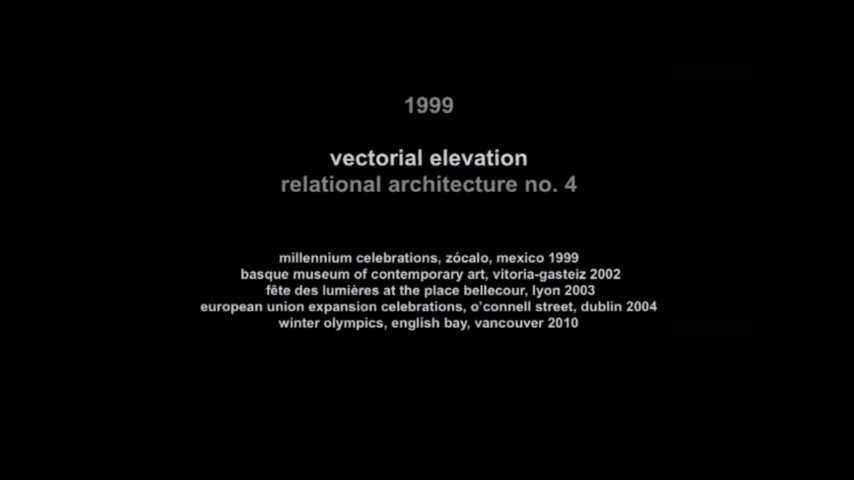 1999
vectorial elevation
relational architecture no. 4
millennium celebrations, zócalo, mexico 1999
basque museum of contemporary art, vitoria-gasteiz 2002
fête des lumières at the place bellecour, lyon 2003
european union expansion celebrations, o'connell street, dublin 2004
winter olympics, english bay, vancouver 2010